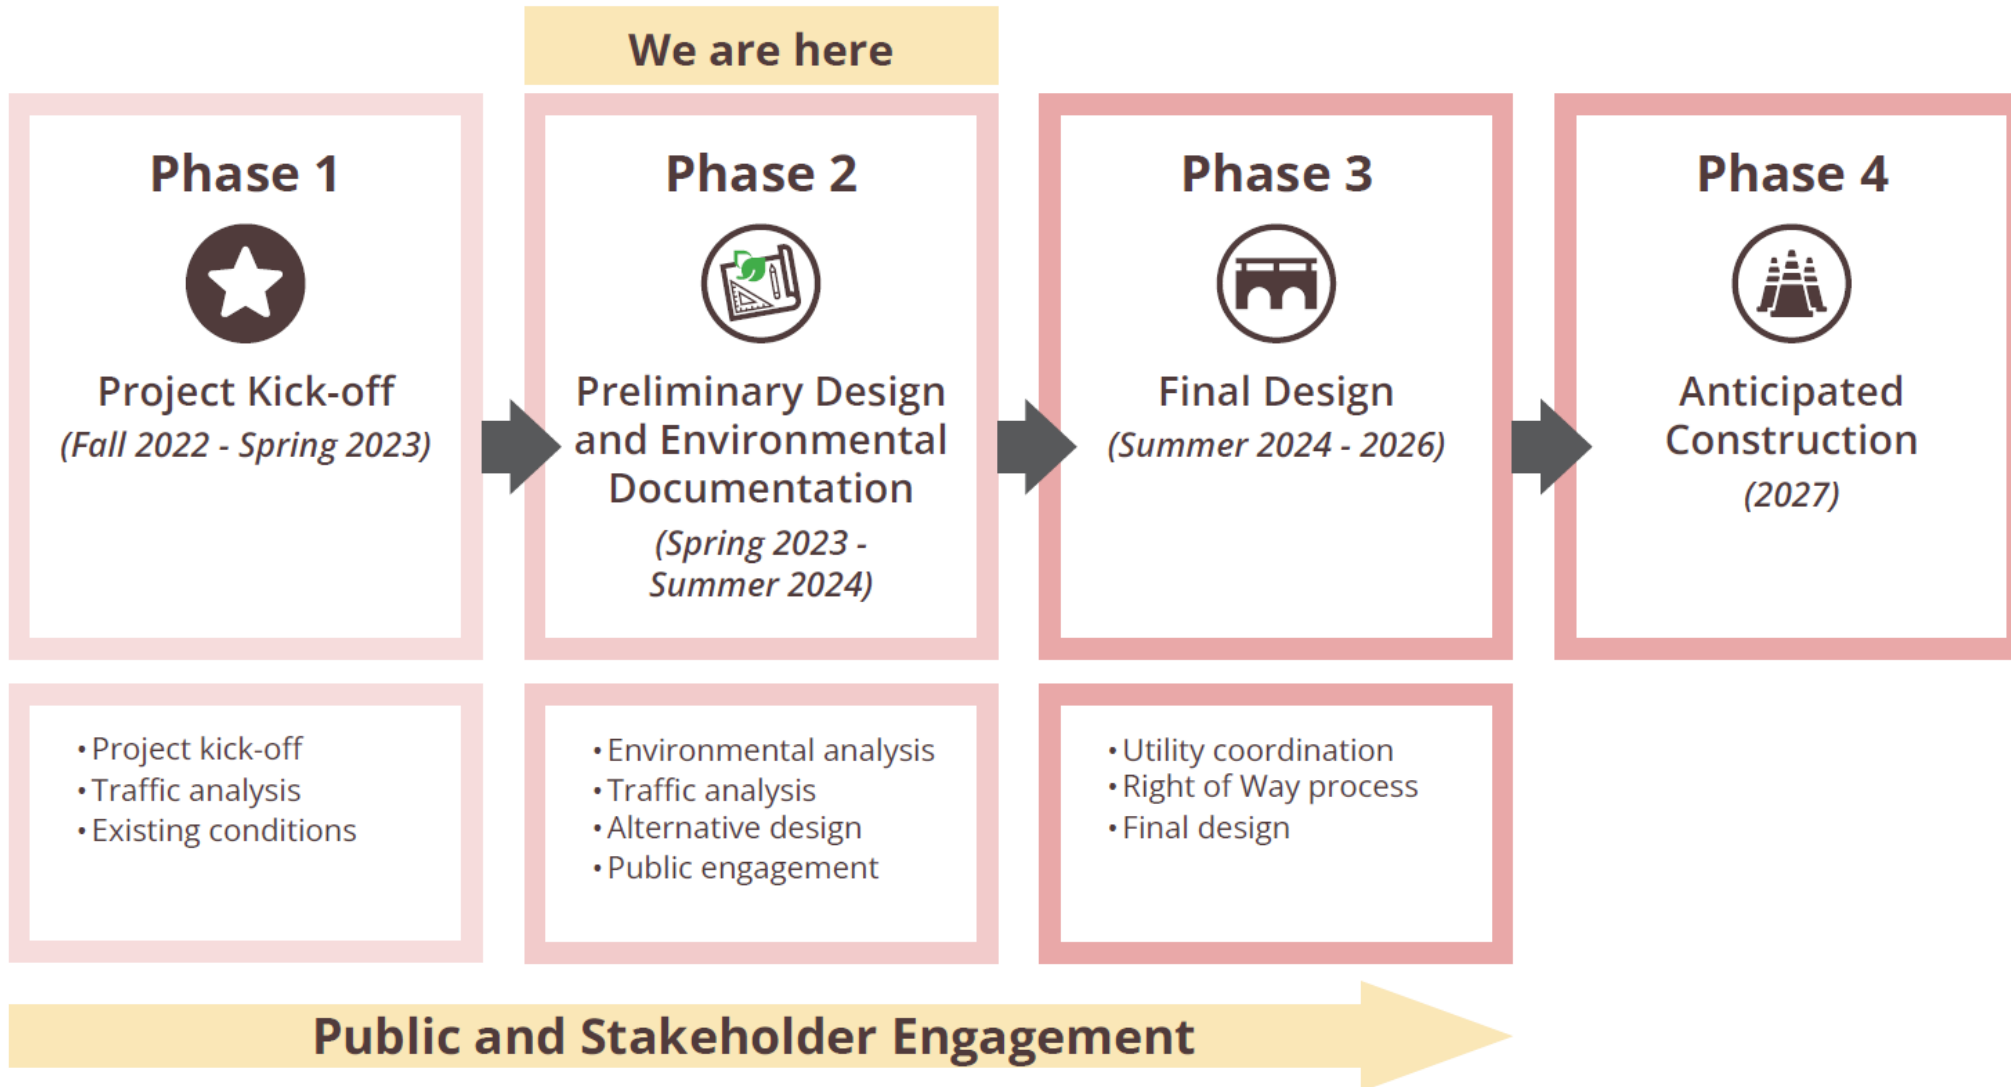 We are here
Phase 1
Project Kick-off
(Fall 2022 - Spring 2023)
Phase 2
Preliminary Design
and Environmental
Documentation
(Spring 2023 -
Summer 2024)
Phase 3
Final Design
(Summer 2024 - 2026)
Phase 4
Anticipated
Construction
(2027)
• Project kick-off
• Traffic analysis
• Existing conditions
• Environmental analysis
• Traffic analysis
• Alternative design
• Public engagement
• Utility coordination
• Right of Way process
• Final design
Public and Stakeholder Engagement